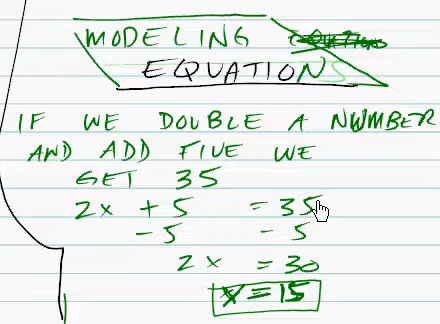 MODELING
EQUATIONS
IF WE DOUBLE A NUMBER
AND ADD FIVE WE
GET 35
2x + 5 = 35
- 5 - 5
2x = 30
x = 15